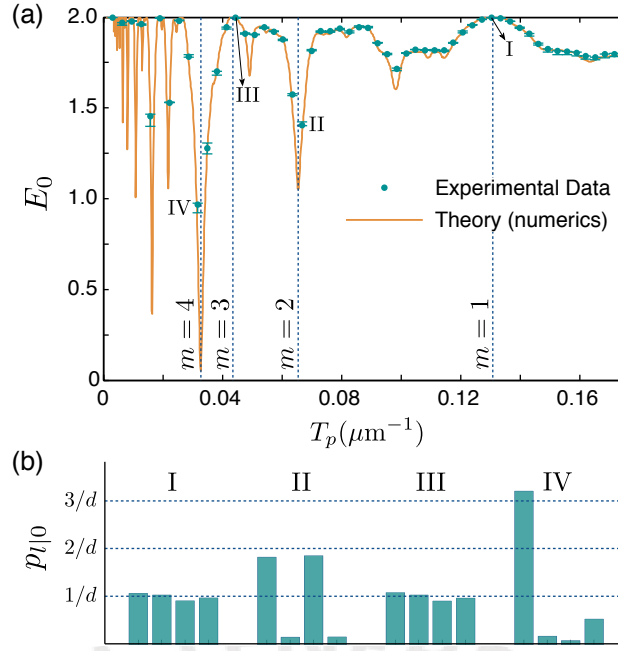 (a)
2.0
1.5
1.0
0.5
0
E₀
I
II
III
IV
Experimental Data
Theory (numerics)
m = 4
m = 3
m = 2
m = 1
0
0.04
0.08
0.12
0.16
Tₚ(μm⁻¹)
(b)
I II III IV
3/d
2/d
1/d
pₗ|₀